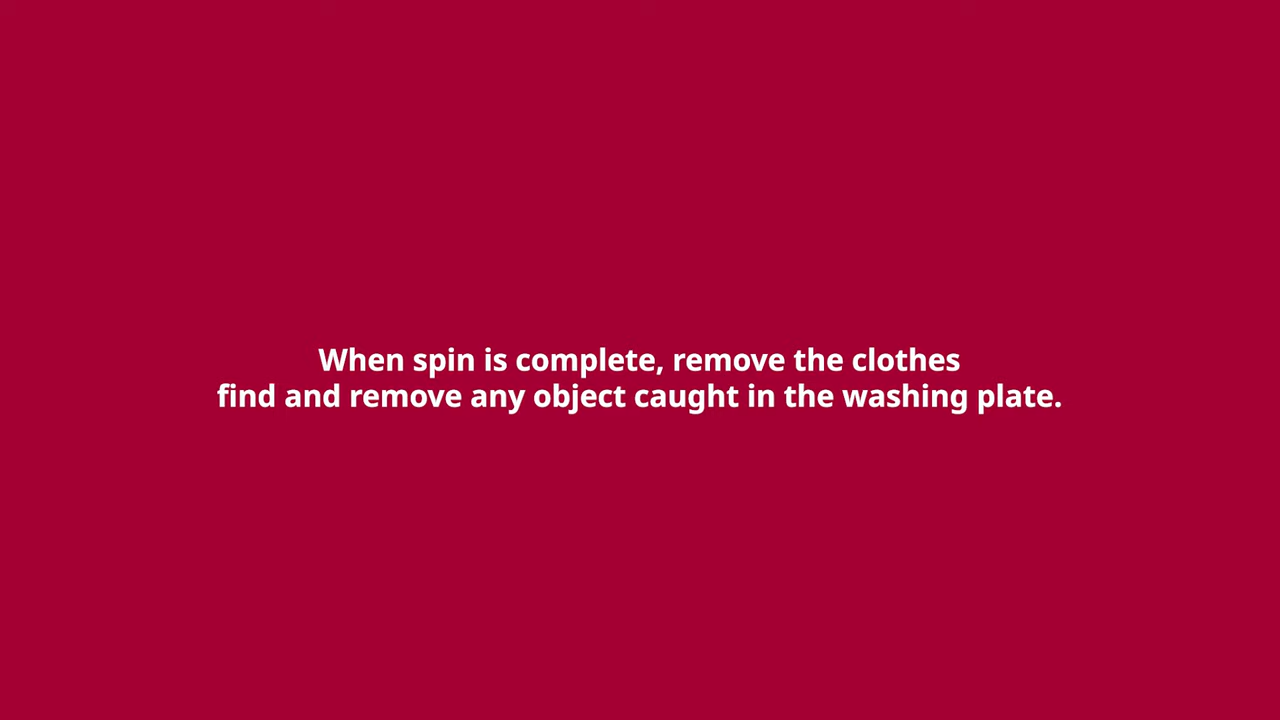 When spin is complete, remove the clothes
find and remove any object caught in the washing plate.